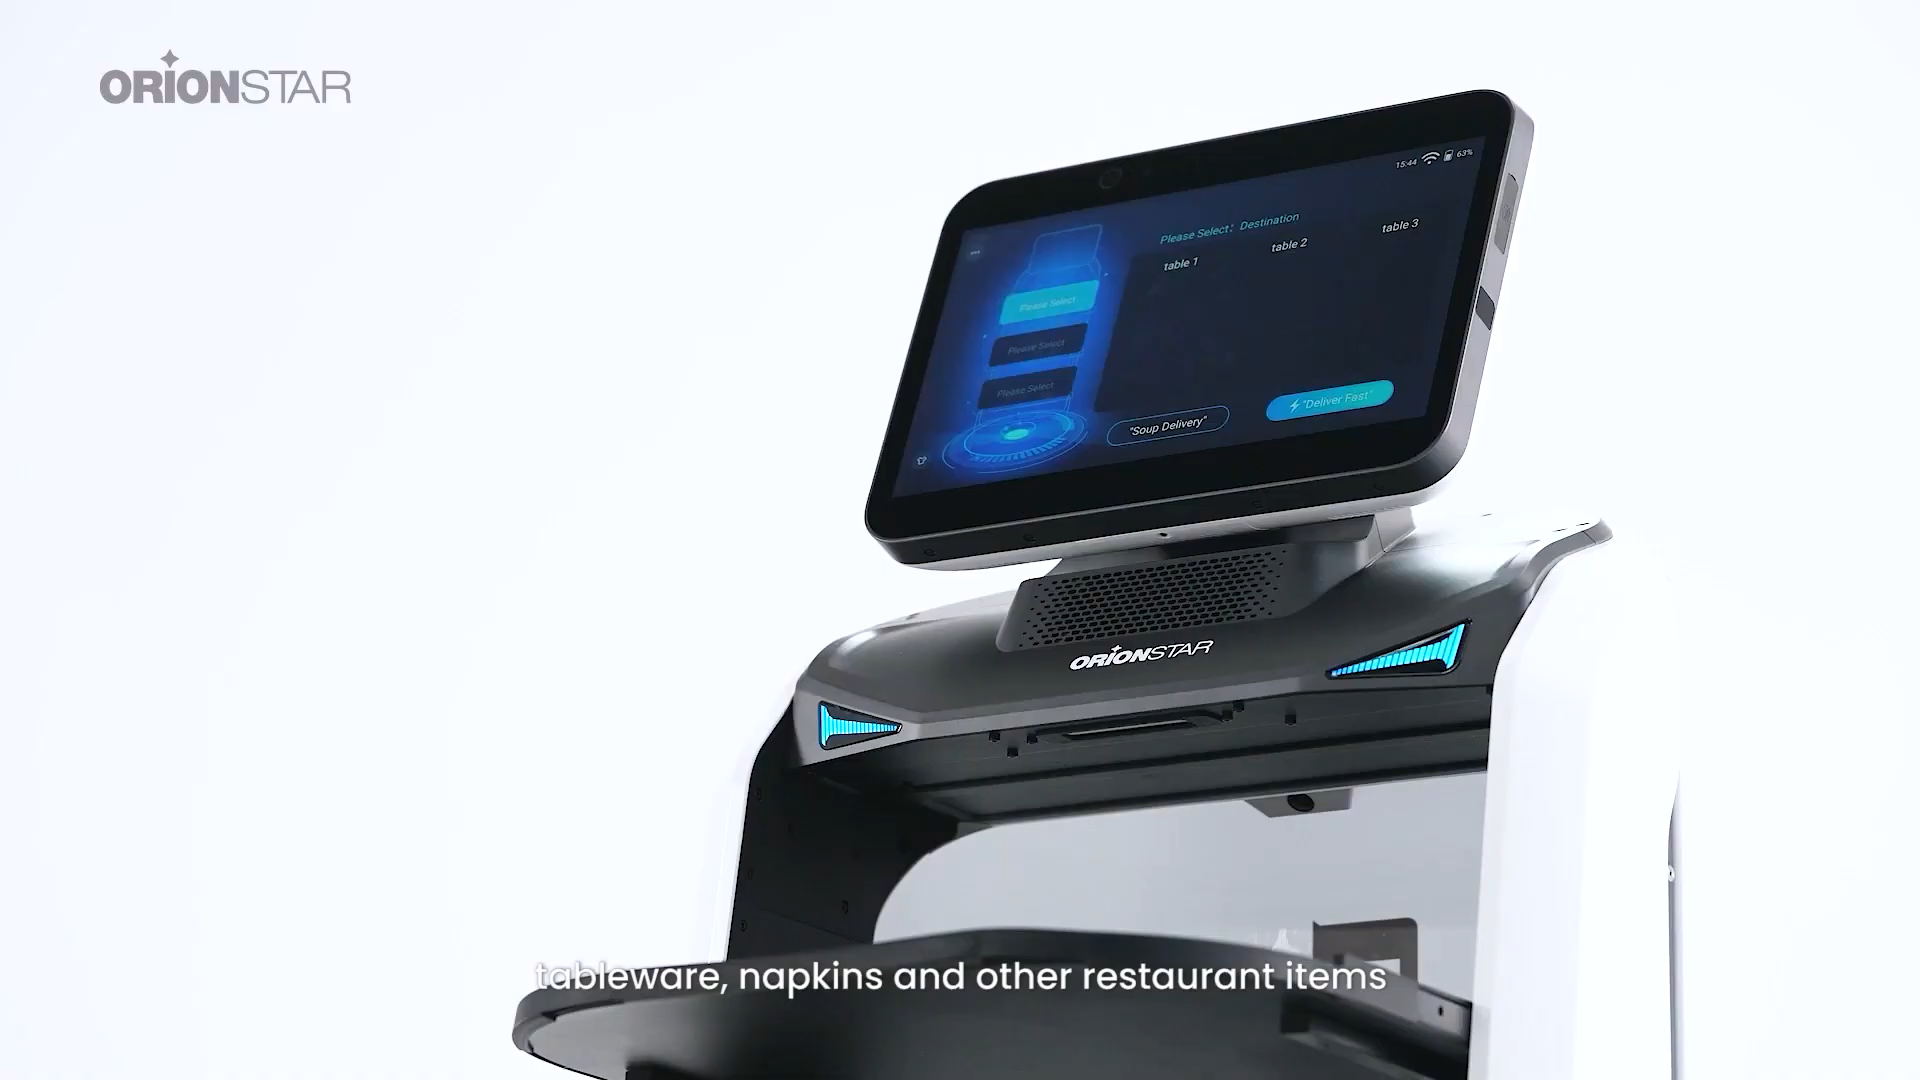 ORIONSTAR
15:44 63%
Please Select: Destination
table 1 table 2 table 3
Please Select
Please Select
Please Select
"Soup Delivery"
"Deliver Fast"
ORIONSTAR
tableware, napkins and other restaurant items